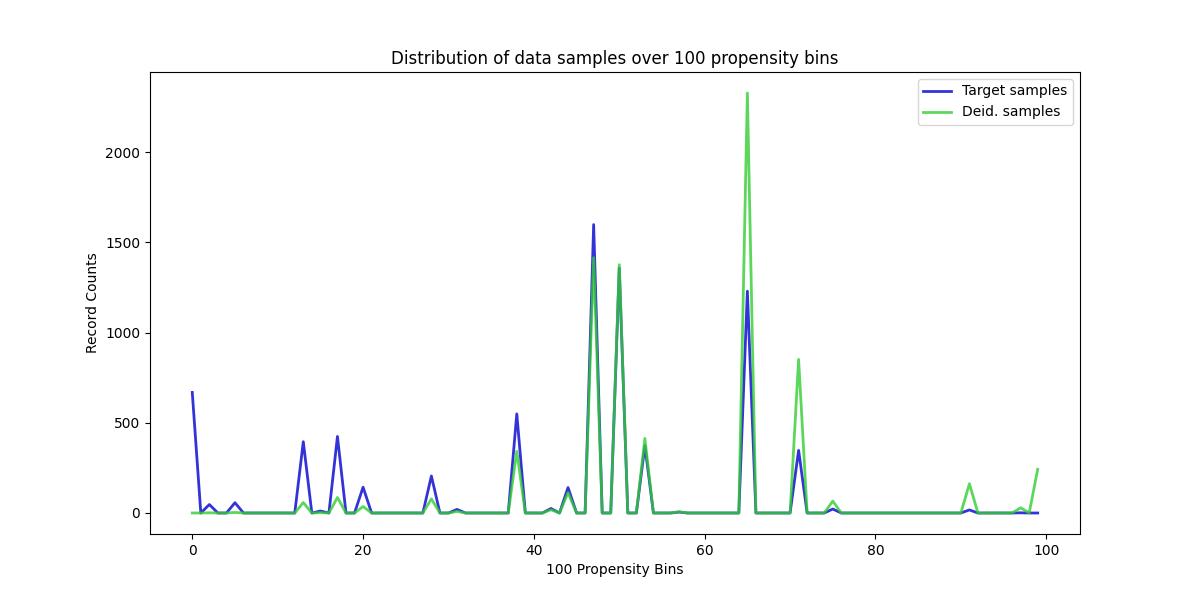 Distribution of data samples over 100 propensity bins
Target samples
Deid. samples
2000
1500
1000
500
0
Record Counts
0 20 40 60 80 100
100 Propensity Bins